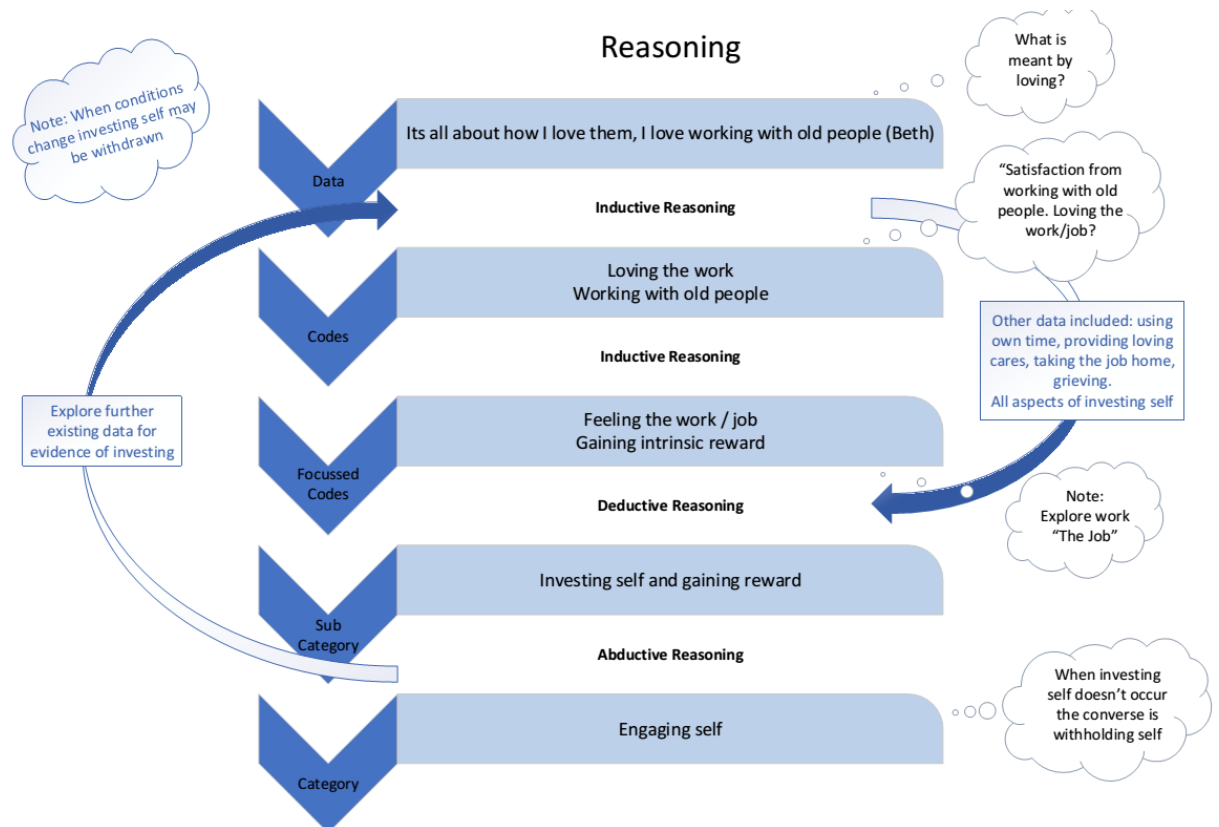 Reasoning
What is
meant by
loving?
Note: When conditions
change investing self may
be withdrawn
Its all about how I love them, I love working with old people (Beth)
Data
Inductive Reasoning
“Satisfaction from
working with old
people. Loving the
work/job?
Loving the work
Working with old people
Codes
Inductive Reasoning
Other data included: using
own time, providing loving
cares, taking the job home,
grieving.
All aspects of investing self
Explore further
existing data for
evidence of investing
Feeling the work / job
Gaining intrinsic reward
Focussed
Codes
Deductive Reasoning
Note:
Explore work
“The Job”
Investing self and gaining reward
Sub
Category
Abductive Reasoning
When investing
self doesn’t occur
the converse is
withholding self
Engaging self
Category